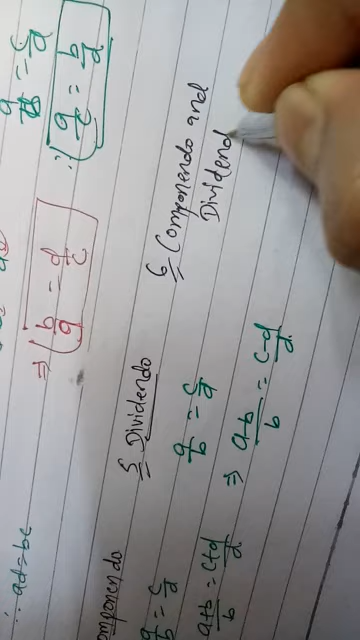 a/b = c/d
∴ (a/c = b/d
⇒ (b/a = d/c
∴ ad = bc
omponendo
a/b = c/d
a+b/b = c+d/d
5 Dividendo
a/b = c/d
⇒ a-b/b = c-d/d
6 Componendo and
Dividend